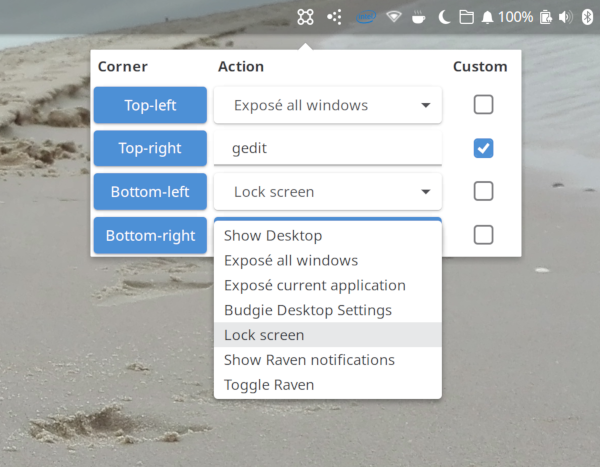 100%
Corner Action Custom
Top-left Exposé all windows
Top-right gedit
Bottom-left Lock screen
Bottom-right
Show Desktop
Exposé all windows
Exposé current application
Budgie Desktop Settings
Lock screen
Show Raven notifications
Toggle Raven